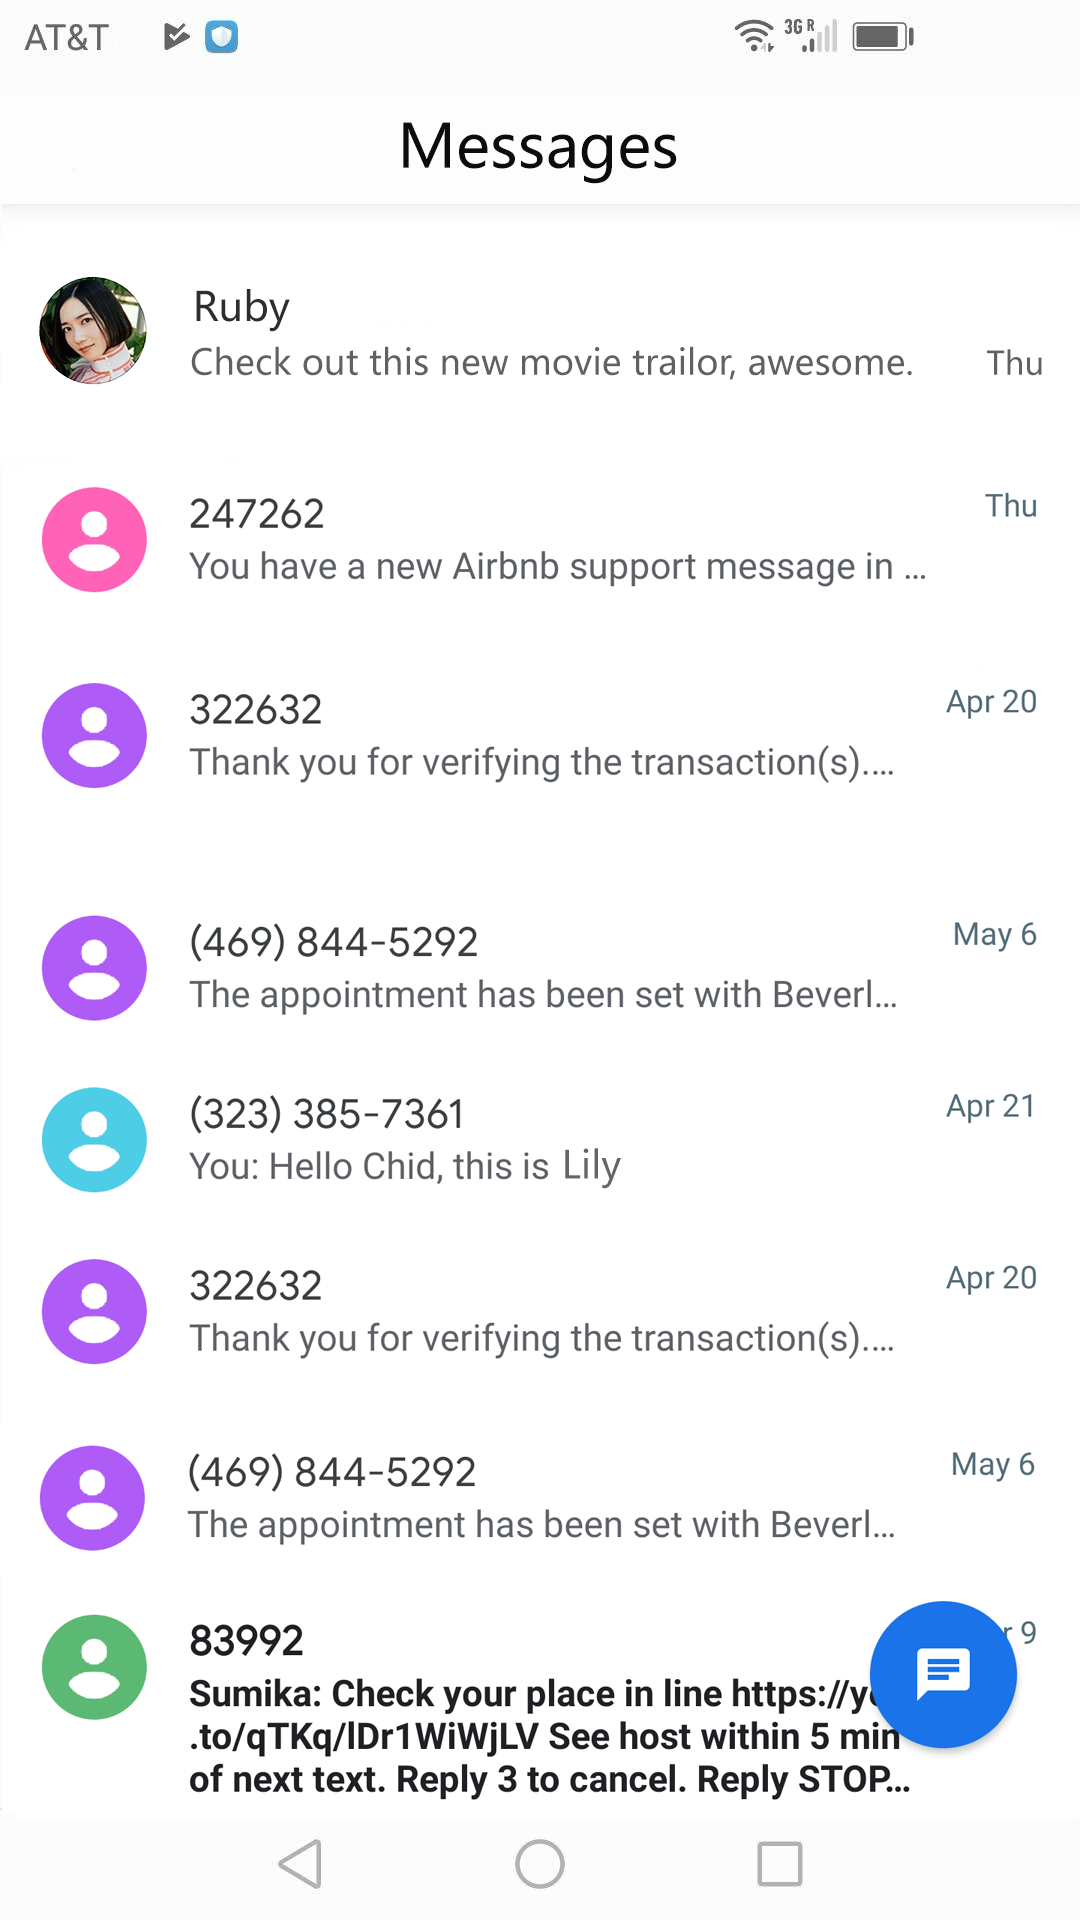 AT&T 3G R
Messages
Ruby
Check out this new movie trailor, awesome. Thu
247262 Thu
You have a new Airbnb support message in ...
322632 Apr 20
Thank you for verifying the transaction(s)....
(469) 844-5292 May 6
The appointment has been set with Beverl...
(323) 385-7361 Apr 21
You: Hello Chid, this is Lily
322632 Apr 20
Thank you for verifying the transaction(s)....
(469) 844-5292 May 6
The appointment has been set with Beverl...
83992 9
Sumika: Check your place in line https://y
.to/qTKq/lDr1WiWjLV See host within 5 min
of next text. Reply 3 to cancel. Reply STOP...